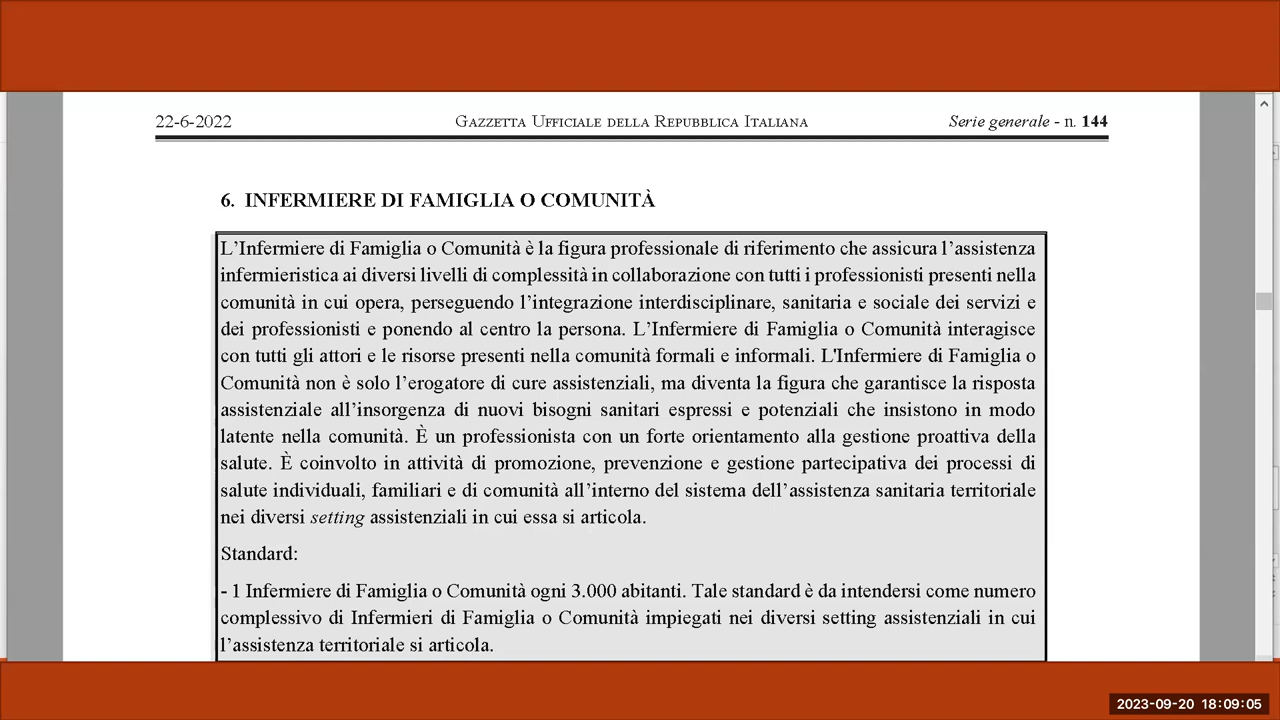 22-6-2022 Gazzetta Ufficiale della Repubblica Italiana Serie generale - n. 144
6. INFERMIERE DI FAMIGLIA O COMUNITÀ
L’Infermiere di Famiglia o Comunità è la figura professionale di riferimento che assicura l’assistenza
infermieristica ai diversi livelli di complessità in collaborazione con tutti i professionisti presenti nella
comunità in cui opera, perseguendo l’integrazione interdisciplinare, sanitaria e sociale dei servizi e
dei professionisti e ponendo al centro la persona. L’Infermiere di Famiglia o Comunità interagisce
con tutti gli attori e le risorse presenti nella comunità formali e informali. L'Infermiere di Famiglia o
Comunità non è solo l’erogatore di cure assistenziali, ma diventa la figura che garantisce la risposta
assistenziale all’insorgenza di nuovi bisogni sanitari espressi e potenziali che insistono in modo
latente nella comunità. È un professionista con un forte orientamento alla gestione proattiva della
salute. È coinvolto in attività di promozione, prevenzione e gestione partecipativa dei processi di
salute individuali, familiari e di comunità all’interno del sistema dell’assistenza sanitaria territoriale
nei diversi setting assistenziali in cui essa si articola.
Standard:
- 1 Infermiere di Famiglia o Comunità ogni 3.000 abitanti. Tale standard è da intendersi come numero
complessivo di Infermieri di Famiglia o Comunità impiegati nei diversi setting assistenziali in cui
l’assistenza territoriale si articola.
2023-09-20 18:09:05